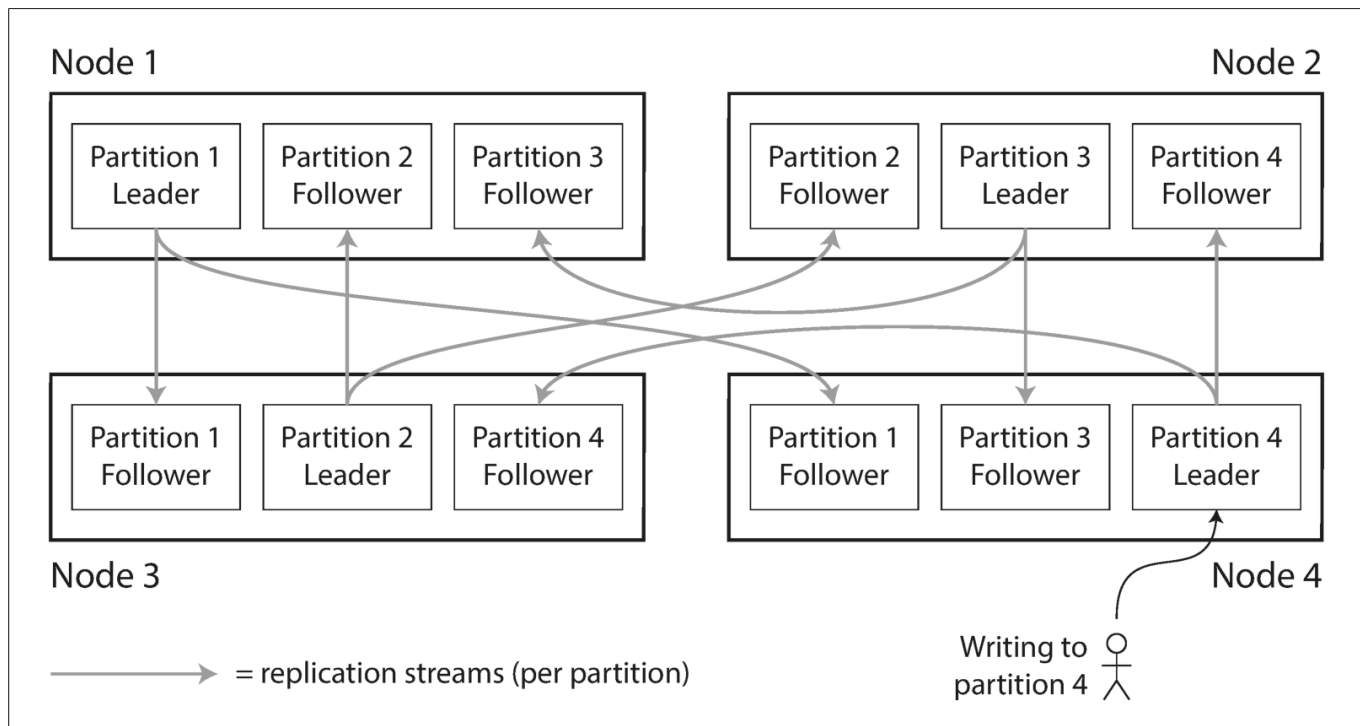 Node 1
Partition 1
Leader
Partition 2
Follower
Partition 3
Follower
Node 2
Partition 2
Follower
Partition 3
Leader
Partition 4
Follower
Partition 1
Follower
Partition 2
Leader
Partition 4
Follower
Node 3
Partition 1
Follower
Partition 3
Follower
Partition 4
Leader
Node 4
= replication streams (per partition)
Writing to
partition 4